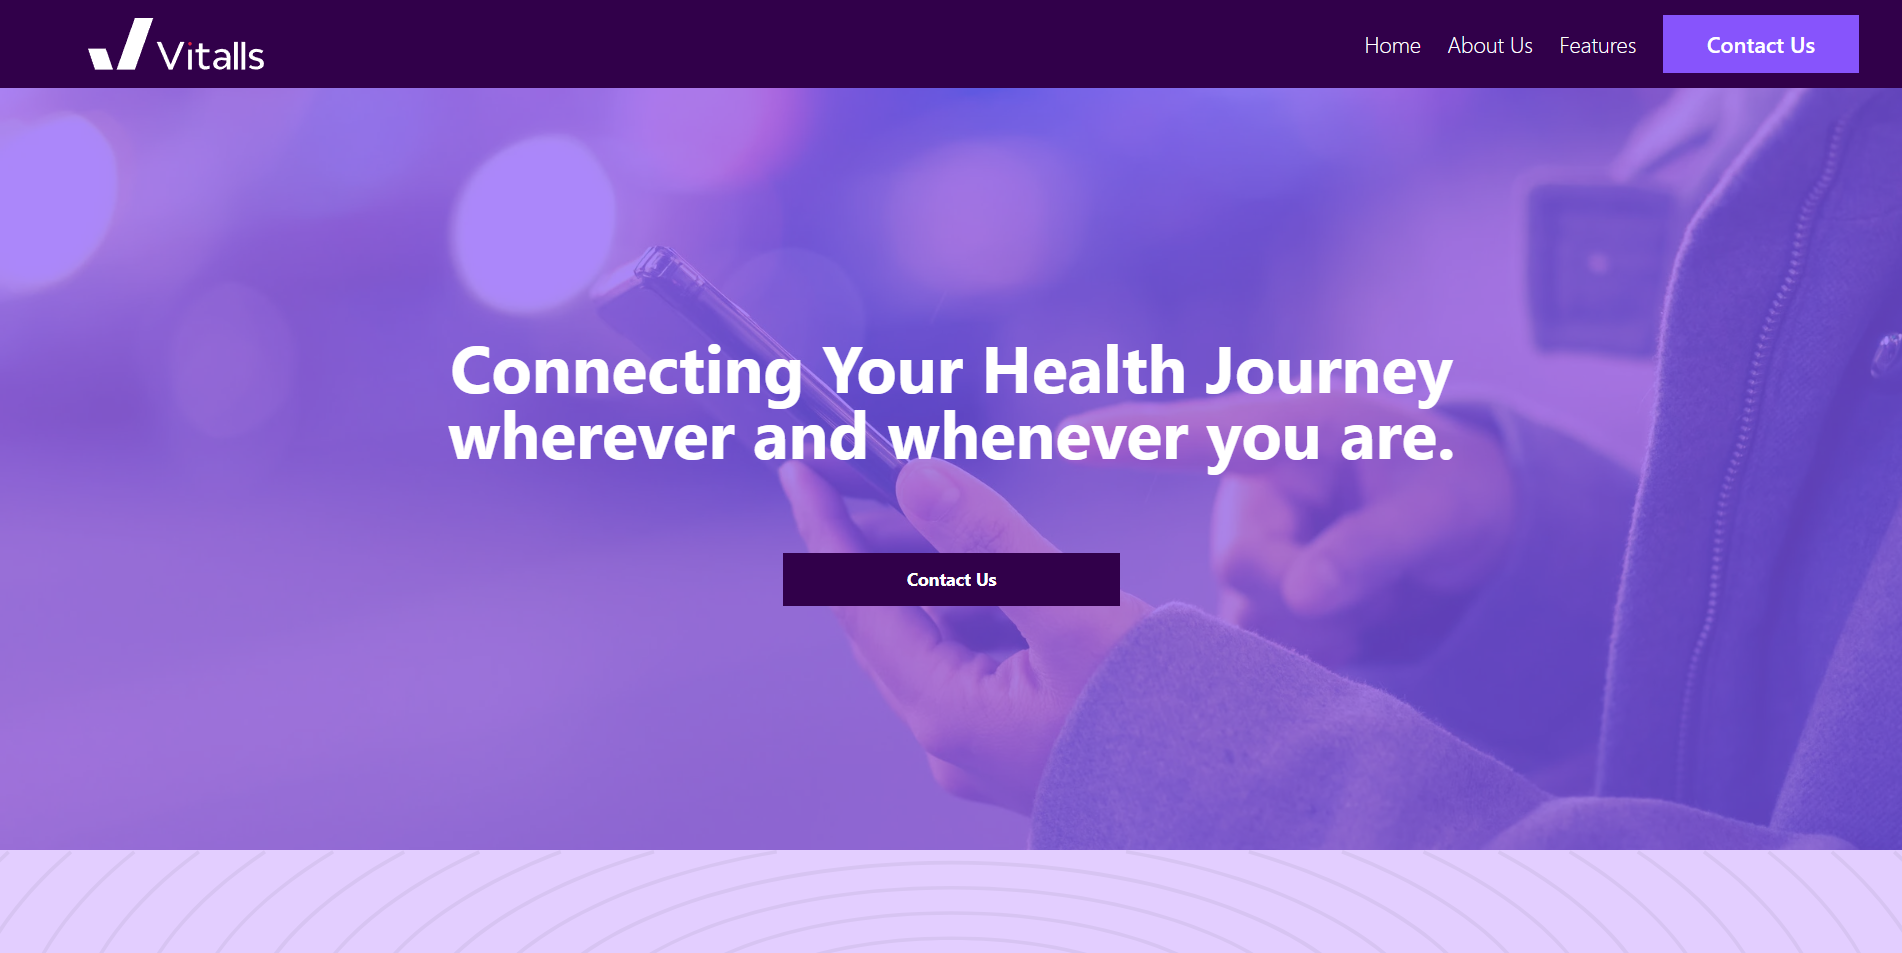 Vitalls
Home
About Us
Features
Contact Us
Connecting Your Health Journey
wherever and whenever you are.
Contact Us